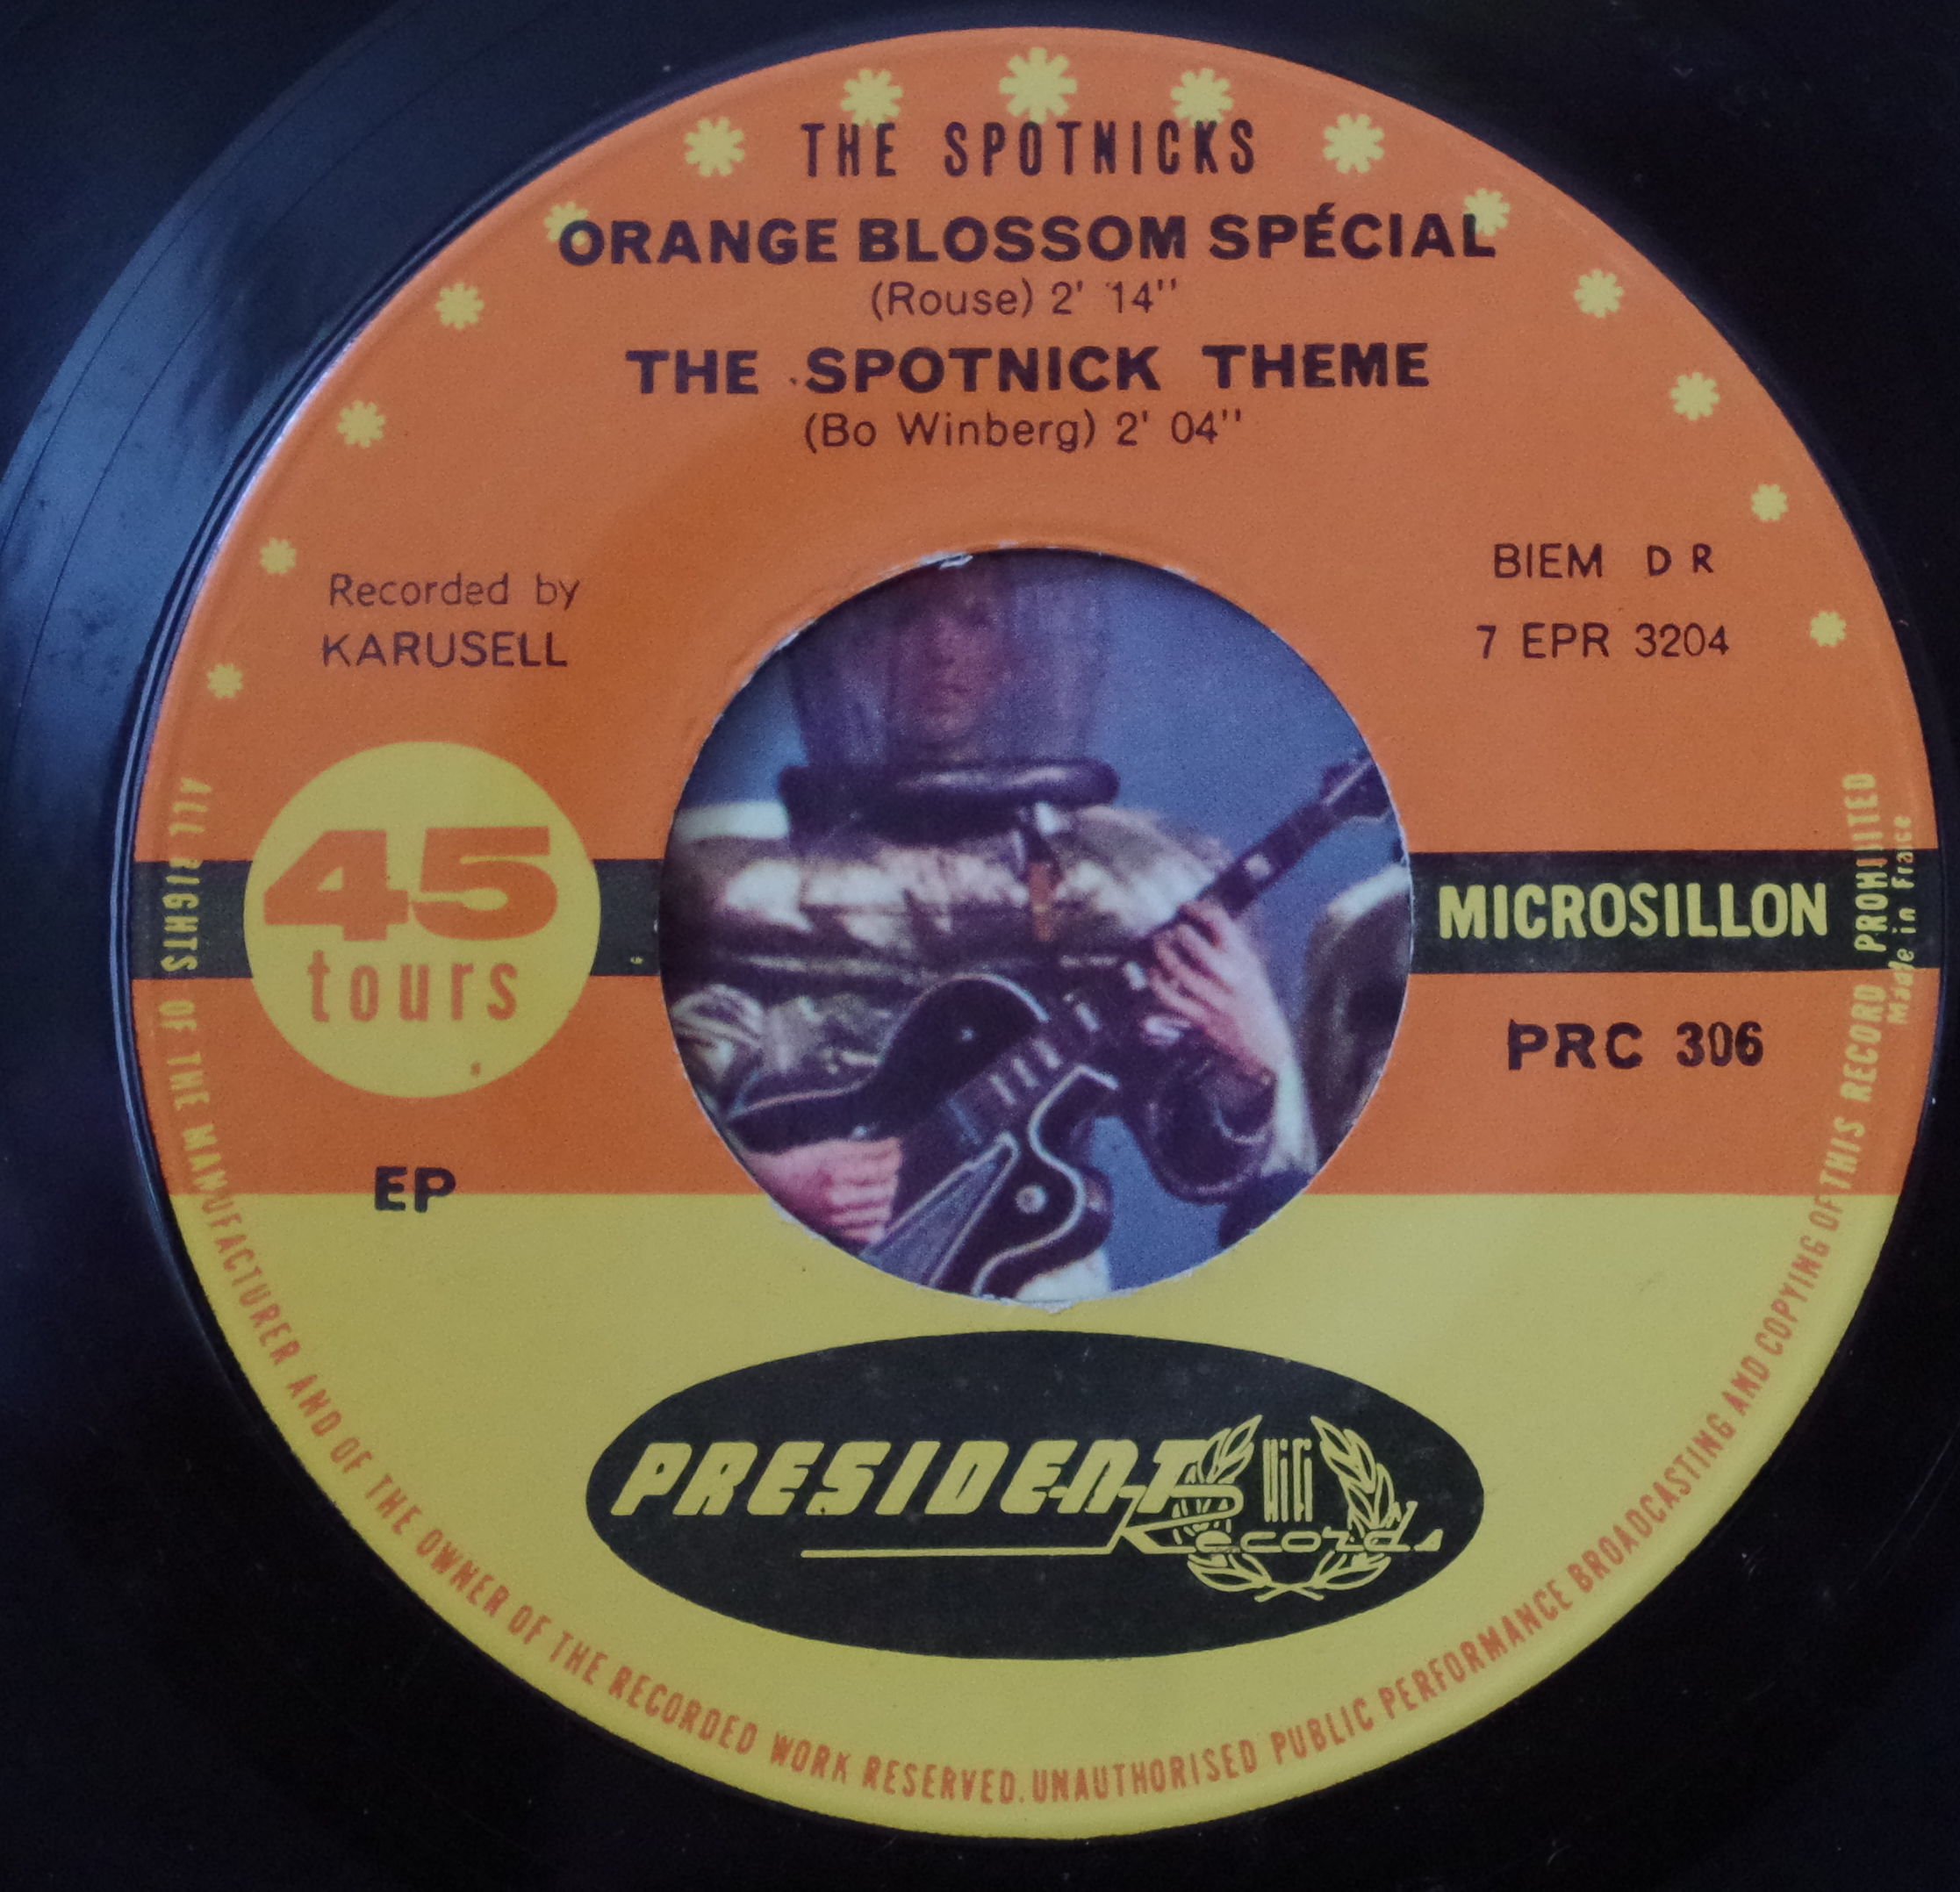 THE SPOTNICKS
ORANGE BLOSSOM SPÉCIAL
(Rouse) 2' 14''
THE SPOTNICK THEME
(Bo Winberg) 2' 04''
Recorded by
KARUSELL
BIEM D R
7 EPR 3204
45
tours
MICROSILLON
PRC 306
EP
PRESIDENT
Records
HiFi
ALL RIGHTS OF THE MANUFACTURER AND OF THE OWNER OF THE RECORDED WORK RESERVED. UNAUTHORISED PUBLIC PERFORMANCE BROADCASTING AND COPYING OF THIS RECORD PROHIBITED
Made in France